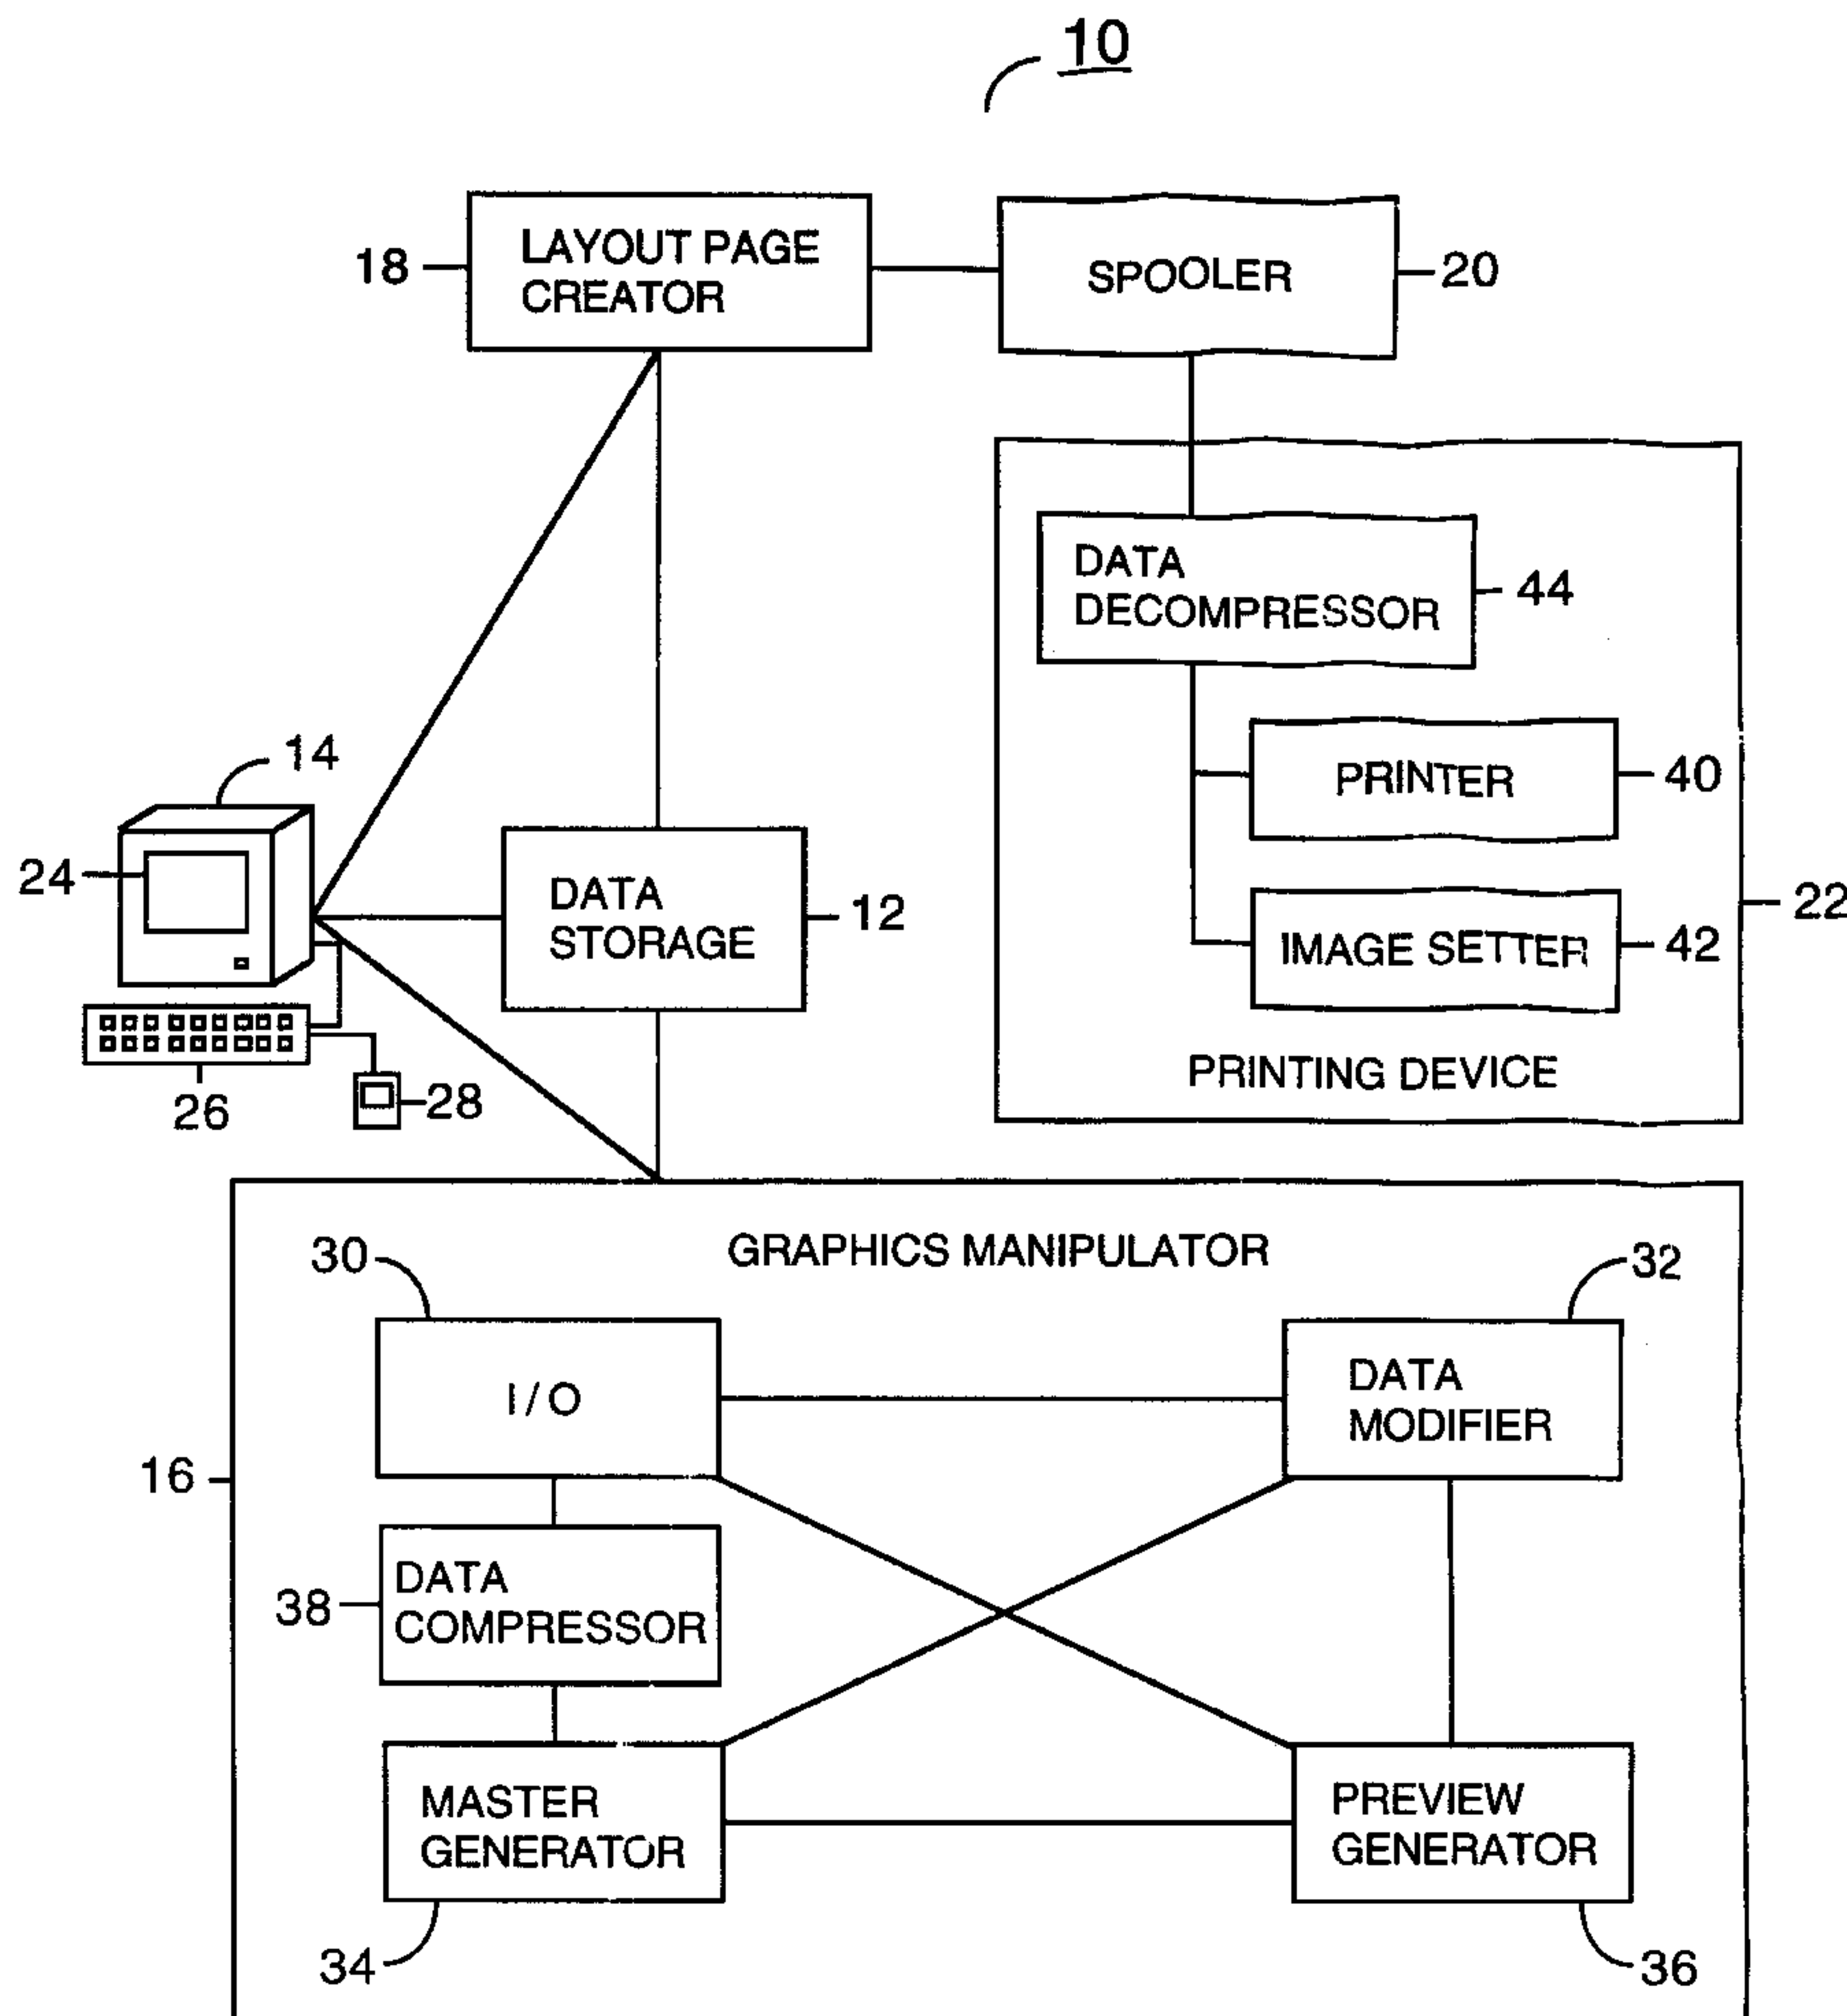 10
LAYOUT PAGE
CREATOR
18
SPOOLER
20
DATA
DECOMPRESSOR
44
PRINTER
40
IMAGE SETTER
42
PRINTING DEVICE
22
14
24
26
28
DATA
STORAGE
12
GRAPHICS MANIPULATOR
16
30
I/O
32
DATA
MODIFIER
38
DATA
COMPRESSOR
MASTER
GENERATOR
34
PREVIEW
GENERATOR
36